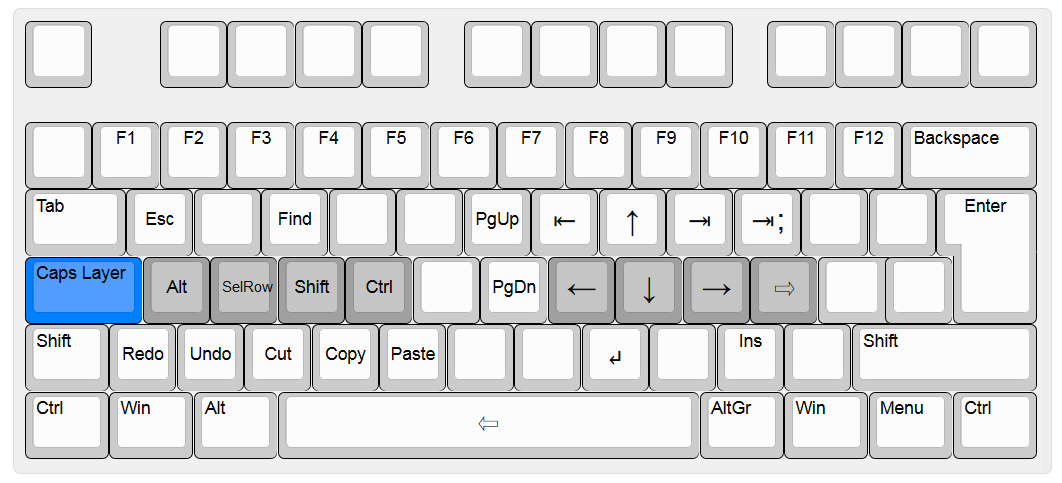 F1 F2 F3 F4 F5 F6 F7 F8 F9 F10 F11 F12 Backspace
Tab Esc Find PgUp ⇤ ↑ ⇥ ⇥; Enter
Caps Layer Alt SelRow Shift Ctrl PgDn ← ↓ → ⇨
Shift Redo Undo Cut Copy Paste ↵ Ins Shift
Ctrl Win Alt ⇦ AltGr Win Menu Ctrl